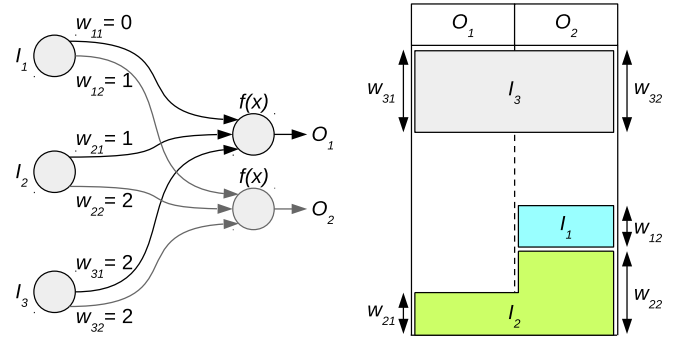 w11= 0
I1
w12= 1
f(x)
w21= 1
O1
I2
f(x)
w22= 2
O2
w31= 2
I3
w32= 2
O1 O2
w31 I3 w32
I1 w12
w22
w21 I2